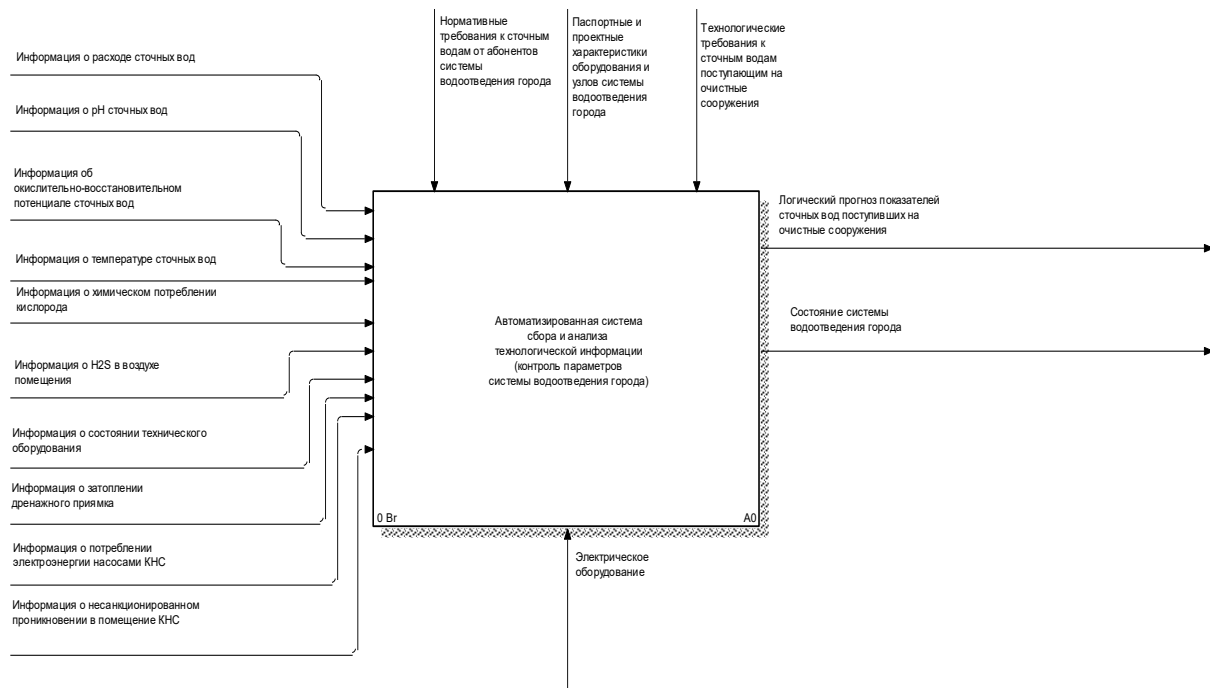 Нормативные
требования к сточным
водам от абонентов
системы
водоотведения города
Паспортные и
проектные
характеристики
оборудования и
узлов системы
водоотведения
города
Технологические
требования к
сточным водам
поступающим на
очистные
сооружения
Информация о расходе сточных вод
Информация о pH сточных вод
Информация об
окислительно-восстановительном
потенциале сточных вод
Информация о температуре сточных вод
Информация о химическом потреблении
кислорода
Информация о H2S в воздухе
помещения
Информация о состоянии технического
оборудования
Информация о затоплении
дренажного приямка
Информация о потреблении
электроэнергии насосами КНС
Информация о несанкционированном
проникновении в помещение КНС
Автоматизированная система
сбора и анализа
технологической информации
(контроль параметров
системы водоотведения города)
0 Br
A0
Логический прогноз показателей
сточных вод поступивших на
очистные сооружения
Состояние системы
водоотведения города
Электрическое
оборудование